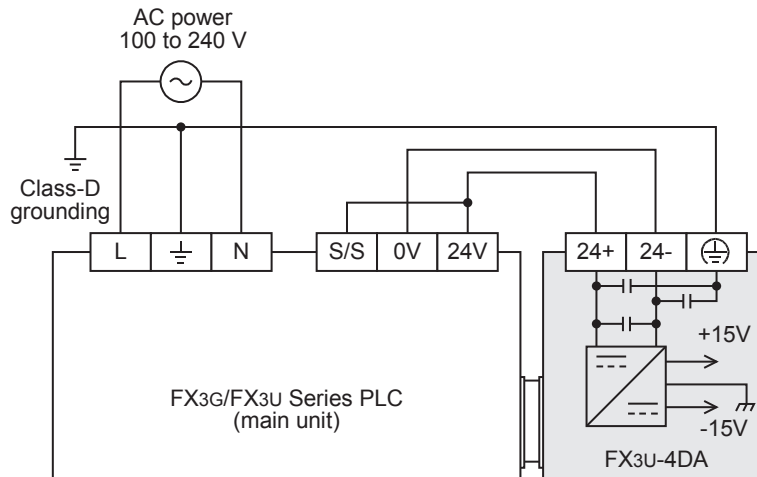 AC power
100 to 240 V
Class-D
grounding
L
N
S/S
0V
24V
24+
24-
+15V
-15V
FX3G/FX3U Series PLC
(main unit)
FX3U-4DA